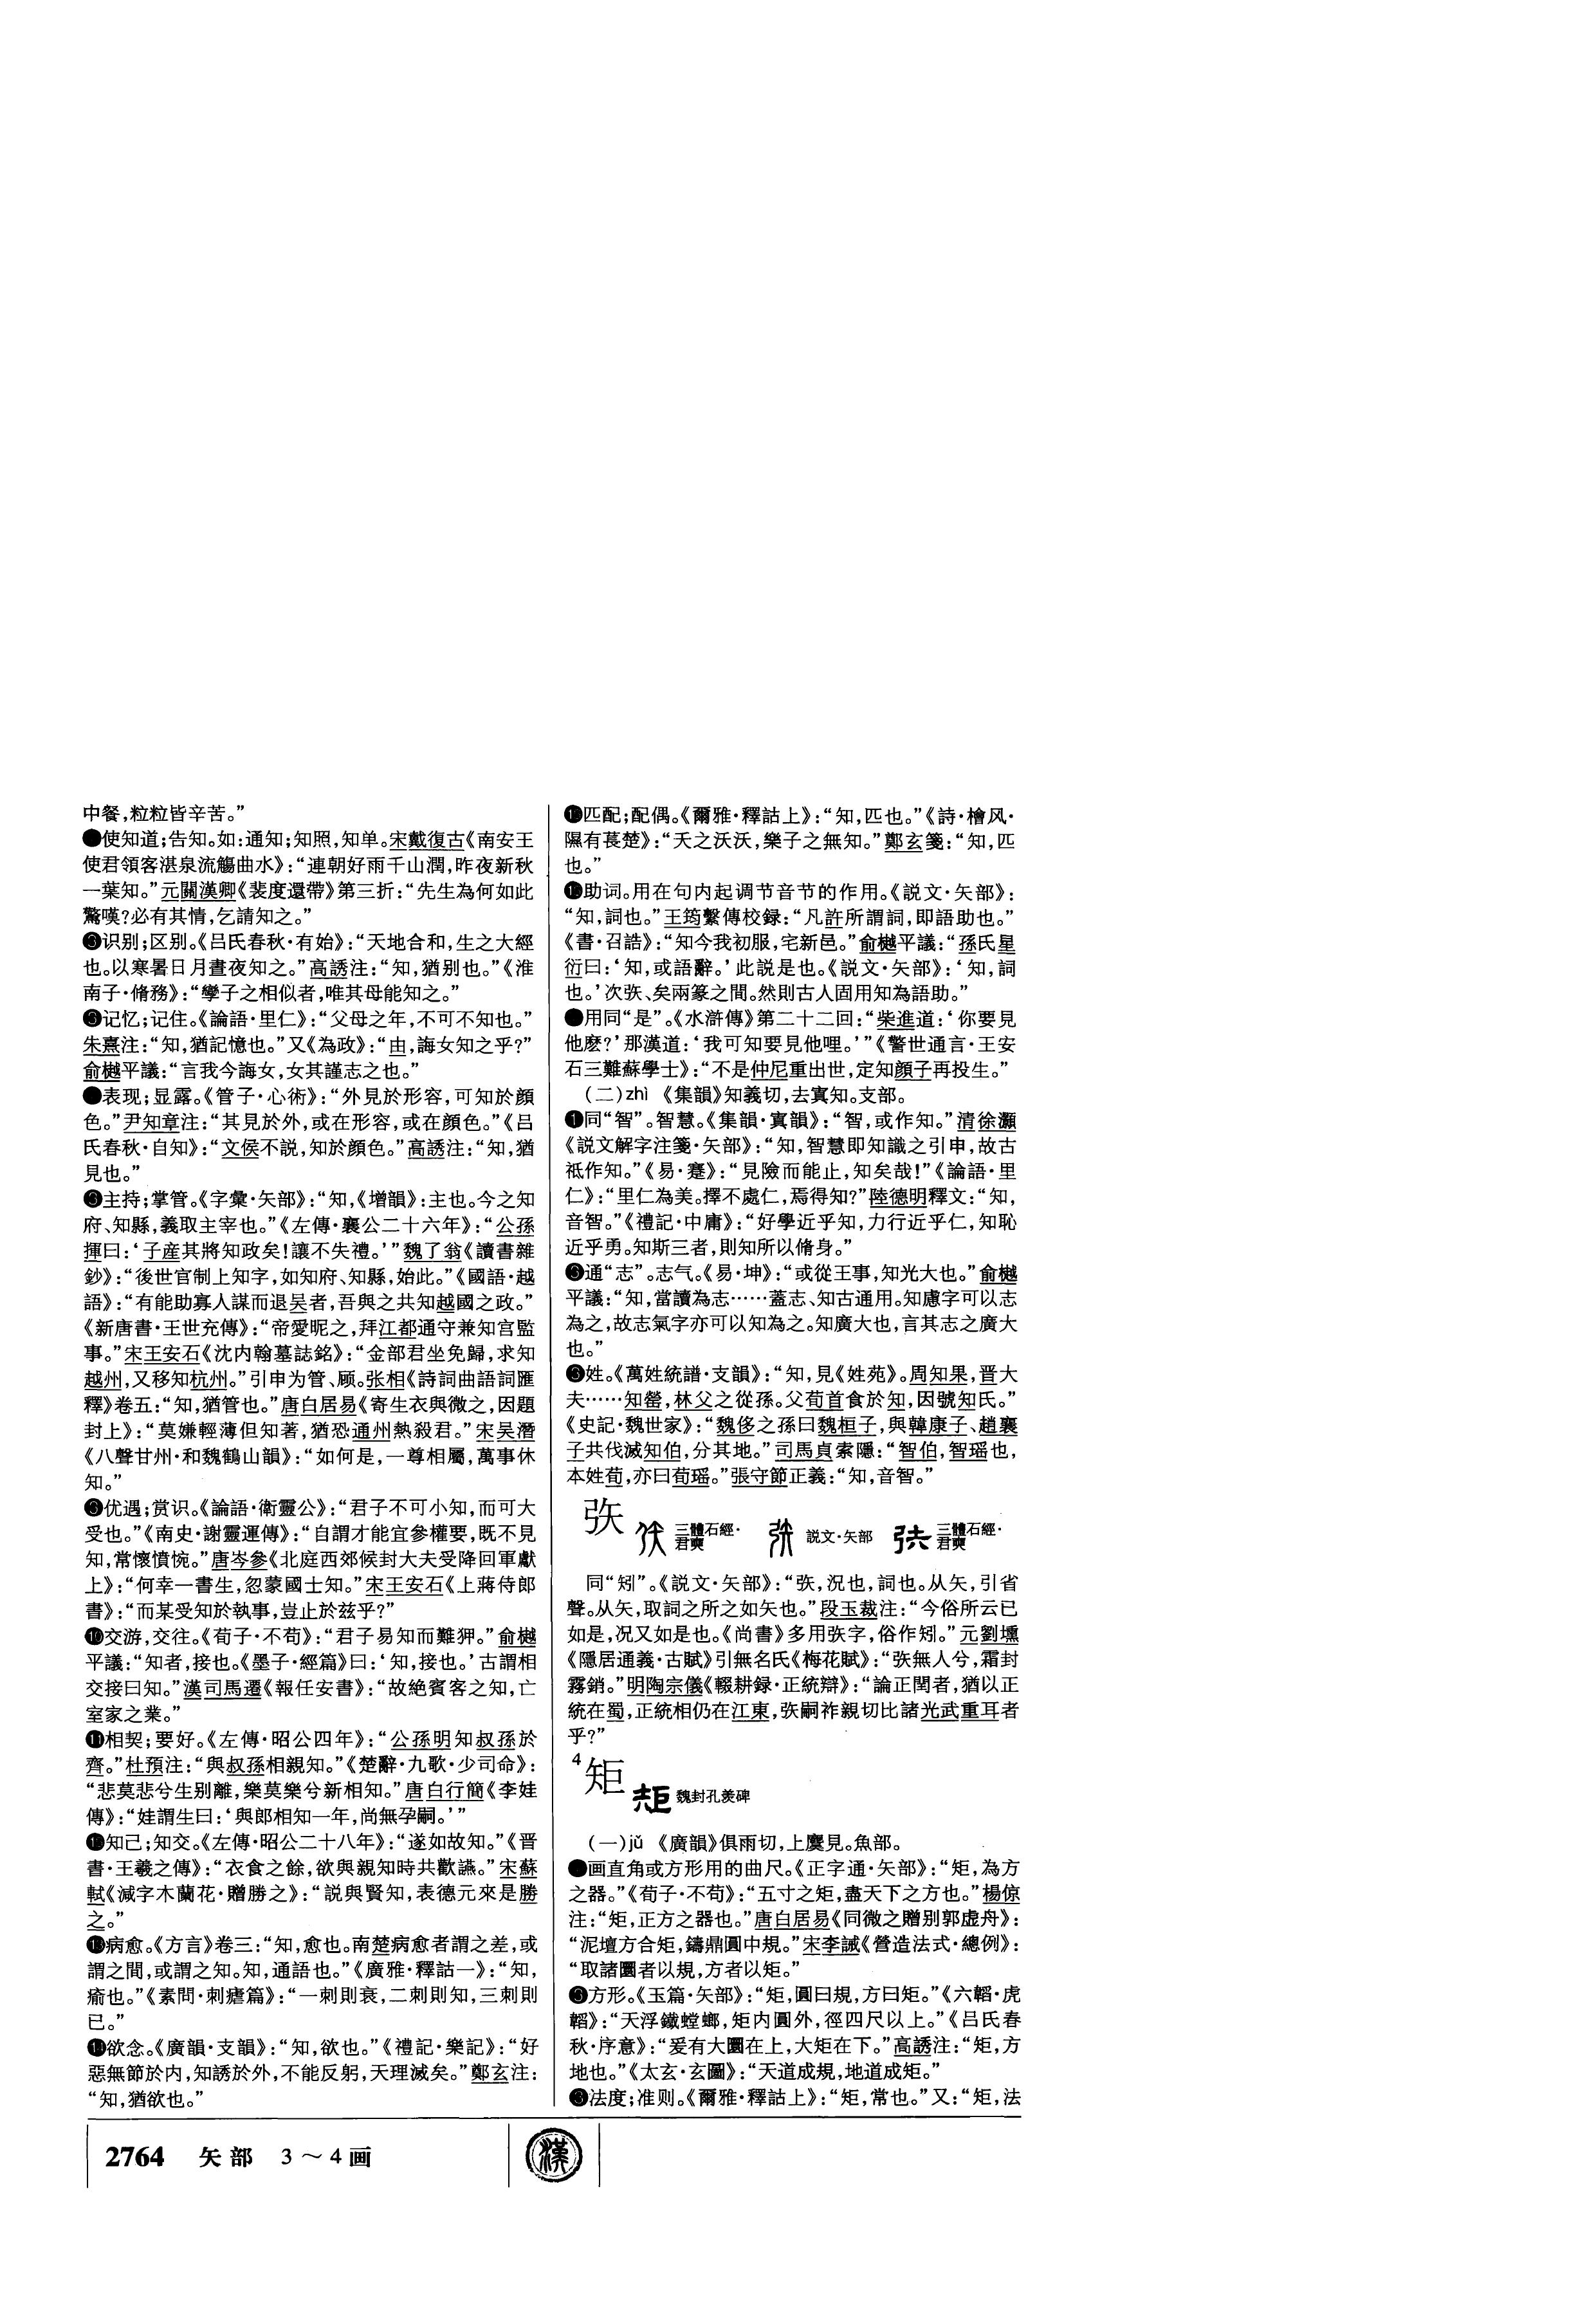 中餐，粒粒皆辛苦。”
使知道；告知。如：通知；知照，知单。宋戴復古《南安王
使君領客湛泉流觴曲水》：“連朝好雨千山潤，昨夜新秋
一葉知。”元關漢卿《裴度還帶》第三折：“先生為何如此
驚嘆？必有其情，乞請知之。”
识别；区别。《吕氏春秋·有始》：“天地合和，生之大經
也。以寒暑日月晝夜知之。”高誘注：“知，猶别也。”《淮
南子·脩務》：“孿子之相似者，唯其母能知之。”
记忆；记住。《論語·里仁》：“父母之年，不可不知也。”
朱熹注：“知，猶記憶也。”又《為政》：“由，誨女知之乎？”
俞樾平議：“言我今誨女，女其謹志之也。”
表现；显露。《管子·心術》：“外見於形容，可知於顔
色。”尹知章注：“其見於外，或在形容，或在顔色。”《吕
氏春秋·自知》：“文侯不説，知於顔色。”高誘注：“知，猶
見也。”
主持；掌管。《字彙·矢部》：“知，《增韻》：主也。今之知
府、知縣，義取主宰也。”《左傳·襄公二十六年》：“公孫
揮曰：‘子産其將知政矣！讓不失禮。’”魏了翁《讀書雜
鈔》：“後世官制上知字，如知府、知縣，始此。”《國語·越
語》：“有能助寡人謀而退吴者，吾與之共知越國之政。”
《新唐書·王世充傳》：“帝愛昵之，拜江都通守兼知宫監
事。”宋王安石《沈内翰墓誌銘》：“金部君坐免歸，求知
越州，又移知杭州。”引申为管、顾。张相《詩詞曲語詞匯
釋》卷五：“知，猶管也。”唐白居易《寄生衣與微之，因題
封上》：“莫嫌輕薄但知著，猶恐通州熱殺君。”宋吴潛
《八聲甘州·和魏鶴山韻》：“如何是，一尊相屬，萬事休
知。”
优遇；赏识。《論語·衛靈公》：“君子不可小知，而可大
受也。”《南史·謝靈運傳》：“自謂才能宜參權要，既不見
知，常懷憤惋。”唐岑參《北庭西郊候封大夫受降回軍獻
上》：“何幸一書生，忽蒙國士知。”宋王安石《上蔣侍郎
書》：“而某受知於執事，豈止於兹乎？”
⓾交游，交往。《荀子·不苟》：“君子易知而難狎。”俞樾
平議：“知者，接也。《墨子·經篇》曰：‘知，接也。’古謂相
交接曰知。”漢司馬遷《報任安書》：“故絶賓客之知，亡
室家之業。”
⓫相契；要好。《左傳·昭公四年》：“公孫明知叔孫於
齊。”杜預注：“與叔孫相親知。”《楚辭·九歌·少司命》：
“悲莫悲兮生别離，樂莫樂兮新相知。”唐白行簡《李娃
傳》：“娃謂生曰：‘與郎相知一年，尚無孕嗣。’”
知己；知交。《左傳·昭公二十八年》：“遂如故知。”《晋
書·王羲之傳》：“衣食之餘，欲與親知時共歡讌。”宋蘇
軾《減字木蘭花·贈勝之》：“説與賢知，表德元來是勝
之。”
病愈。《方言》卷三：“知，愈也。南楚病愈者謂之差，或
謂之間，或謂之知。知，通語也。”《廣雅·釋詁一》：“知，
瘉也。”《素問·刺瘧篇》：“一刺則衰，二刺則知，三刺則
已。”
⓮欲念。《廣韻·支韻》：“知，欲也。”《禮記·樂記》：“好
惡無節於内，知誘於外，不能反躬，天理滅矣。”鄭玄注：
“知，猶欲也。”
匹配；配偶。《爾雅·釋詁上》：“知，匹也。”《詩·檜风·
隰有萇楚》：“夭之沃沃，樂子之無知。”鄭玄箋：“知，匹
也。”
助词。用在句内起调节音节的作用。《説文·矢部》：
“知，詞也。”王筠繫傳校録：“凡許所謂詞，即語助也。”
《書·召誥》：“知今我初服，宅新邑。”俞樾平議：“孫氏星
衍曰：‘知，或語辭。’此説是也。《説文·矢部》：‘知，詞
也。’次矤、矣兩篆之間。然則古人固用知為語助。”
用同“是”。《水滸傳》第二十二回：“柴進道：‘你要見
他麽？’那漢道：‘我可知要見他哩。’”《警世通言·王安
石三難蘇學士》：“不是仲尼重出世，定知顔子再投生。”
（二）zhì　《集韻》知義切，去寘知。支部。
❶同“智”。智慧。《集韻·寘韻》：“智，或作知。”清徐灝
《説文解字注箋·矢部》：“知，智慧即知識之引申，故古
衹作知。”《易·蹇》：“見險而能止，知矣哉！”《論語·里
仁》：“里仁為美。擇不處仁，焉得知？”陸德明釋文：“知，
音智。”《禮記·中庸》：“好學近乎知，力行近乎仁，知恥
近乎勇。知斯三者，則知所以脩身。”
通“志”。志气。《易·坤》：“或從王事，知光大也。”俞樾
平議：“知，當讀為志……蓋志、知古通用。知慮字可以志
為之，故志氣字亦可以知為之。知廣大也，言其志之廣大
也。”
❸姓。《萬姓統譜·支韻》：“知，見《姓苑》。周知果，晋大
夫……知罃，林父之從孫。父荀首食於知，因號知氏。”
《史記·魏世家》：“魏侈之孫曰魏桓子，與韓康子、趙襄
子共伐滅知伯，分其地。”司馬貞索隱：“智伯，智瑶也，
本姓荀，亦曰荀瑶。”張守節正義：“知，音智。”
矤　三體石經·君奭　説文·矢部　三體石經·君奭
同“矧”。《説文·矢部》：“矤，況也，詞也。从矢，引省
聲。从矢，取詞之所之如矢也。”段玉裁注：“今俗所云已
如是，况又如是也。《尚書》多用矤字，俗作矧。”元劉壎
《隱居通義·古賦》引無名氏《梅花賦》：“矤無人兮，霜封
霧銷。”明陶宗儀《輟耕録·正統辯》：“論正閏者，猶以正
統在蜀，正統相仍在江東，矤嗣祚親切比諸光武重耳者
乎？”
4 矩　魏封孔羨碑
（一）jǔ　《廣韻》俱雨切，上麌見。魚部。
画直角或方形用的曲尺。《正字通·矢部》：“矩，為方
之器。”《荀子·不苟》：“五寸之矩，盡天下之方也。”楊倞
注：“矩，正方之器也。”唐白居易《同微之贈别郭虚舟》：
“泥壇方合矩，鑄鼎圓中規。”宋李誡《營造法式·總例》：
“取諸圜者以規，方者以矩。”
方形。《玉篇·矢部》：“矩，圓曰規，方曰矩。”《六韜·虎
韜》：“天浮鐵螳螂，矩内圓外，徑四尺以上。”《吕氏春
秋·序意》：“爰有大圜在上，大矩在下。”高誘注：“矩，方
地也。”《太玄·玄圖》：“天道成規，地道成矩。”
❸法度；准则。《爾雅·釋詁上》：“矩，常也。”又：“矩，法
2764　矢部　3～4画
漢